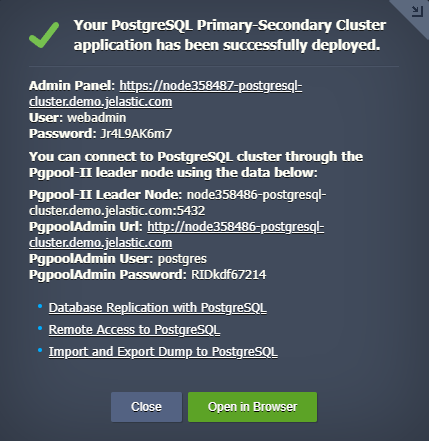 Your PostgreSQL Primary-Secondary Cluster
application has been successfully deployed.
Admin Panel: https://node358487-postgresql-
cluster.demo.jelastic.com
User: webadmin
Password: Jr4L9AK6m7
You can connect to PostgreSQL cluster through the
Pgpool-II leader node using the data below:
Pgpool-II Leader Node: node358486-postgresql-
cluster.demo.jelastic.com:5432
PgpoolAdmin Url: http://node358486-postgresql-
cluster.demo.jelastic.com
PgpoolAdmin User: postgres
PgpoolAdmin Password: RIDkdf67214
• Database Replication with PostgreSQL
• Remote Access to PostgreSQL
• Import and Export Dump to PostgreSQL
Close Open in Browser